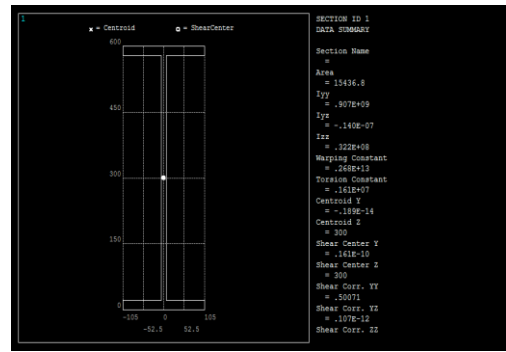 1
x = Centroid
o = ShearCenter
600
450
300
150
0
-105 0 105
-52.5 52.5
SECTION ID 1
DATA SUMMARY
Section Name
=
Area
= 15436.8
Iyy
= .907E+09
Iyz
= -.140E-07
Izz
= .322E+08
Warping Constant
= .268E+13
Torsion Constant
= .161E+07
Centroid Y
= -.189E-14
Centroid Z
= 300
Shear Center Y
= .161E-10
Shear Center Z
= 300
Shear Corr. YY
= .50071
Shear Corr. YZ
= .107E-12
Shear Corr. ZZ